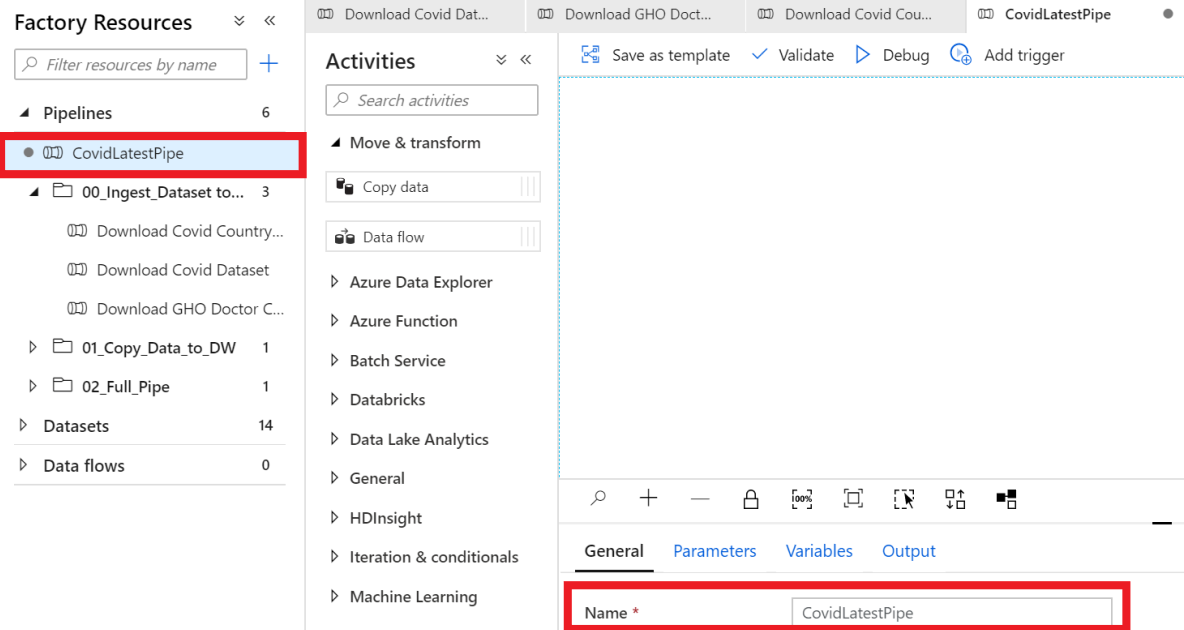 Factory Resources
Filter resources by name
Pipelines 6
CovidLatestPipe
00_Ingest_Dataset to... 3
Download Covid Country...
Download Covid Dataset
Download GHO Doctor C...
01_Copy_Data_to_DW 1
02_Full_Pipe 1
Datasets 14
Data flows 0
Download Covid Dat...
Download GHO Doct...
Download Covid Cou...
CovidLatestPipe
Activities
Search activities
Move & transform
Copy data
Data flow
Azure Data Explorer
Azure Function
Batch Service
Databricks
Data Lake Analytics
General
HDInsight
Iteration & conditionals
Machine Learning
Save as template Validate Debug Add trigger
100%
General Parameters Variables Output
Name * CovidLatestPipe